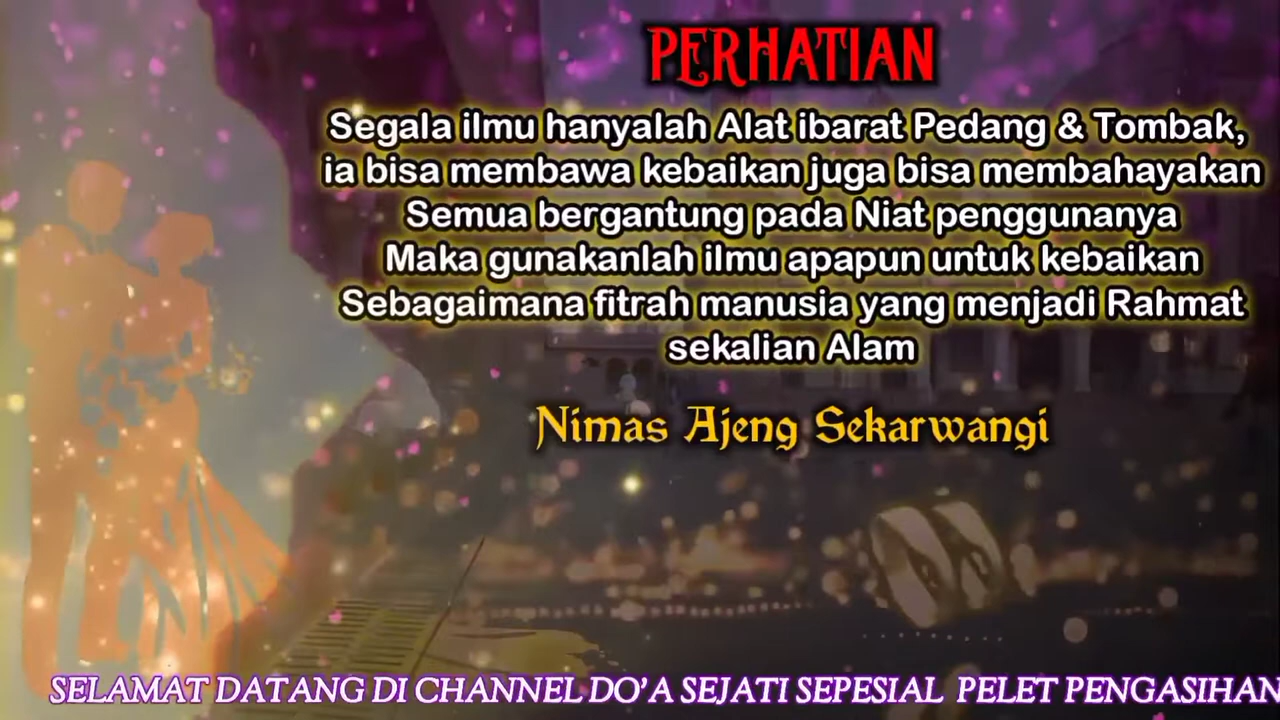 PERHATIAN
Segala ilmu hanyalah Alat ibarat Pedang & Tombak,
ia bisa membawa kebaikan juga bisa membahayakan
Semua bergantung pada Niat penggunanya
Maka gunakanlah ilmu apapun untuk kebaikan
Sebagaimana fitrah manusia yang menjadi Rahmat
sekalian Alam
Nimas Ajeng Sekarwangi
SELAMAT DATANG DI CHANNEL DO'A SEJATI SEPESIAL PELET PENGASIHAN